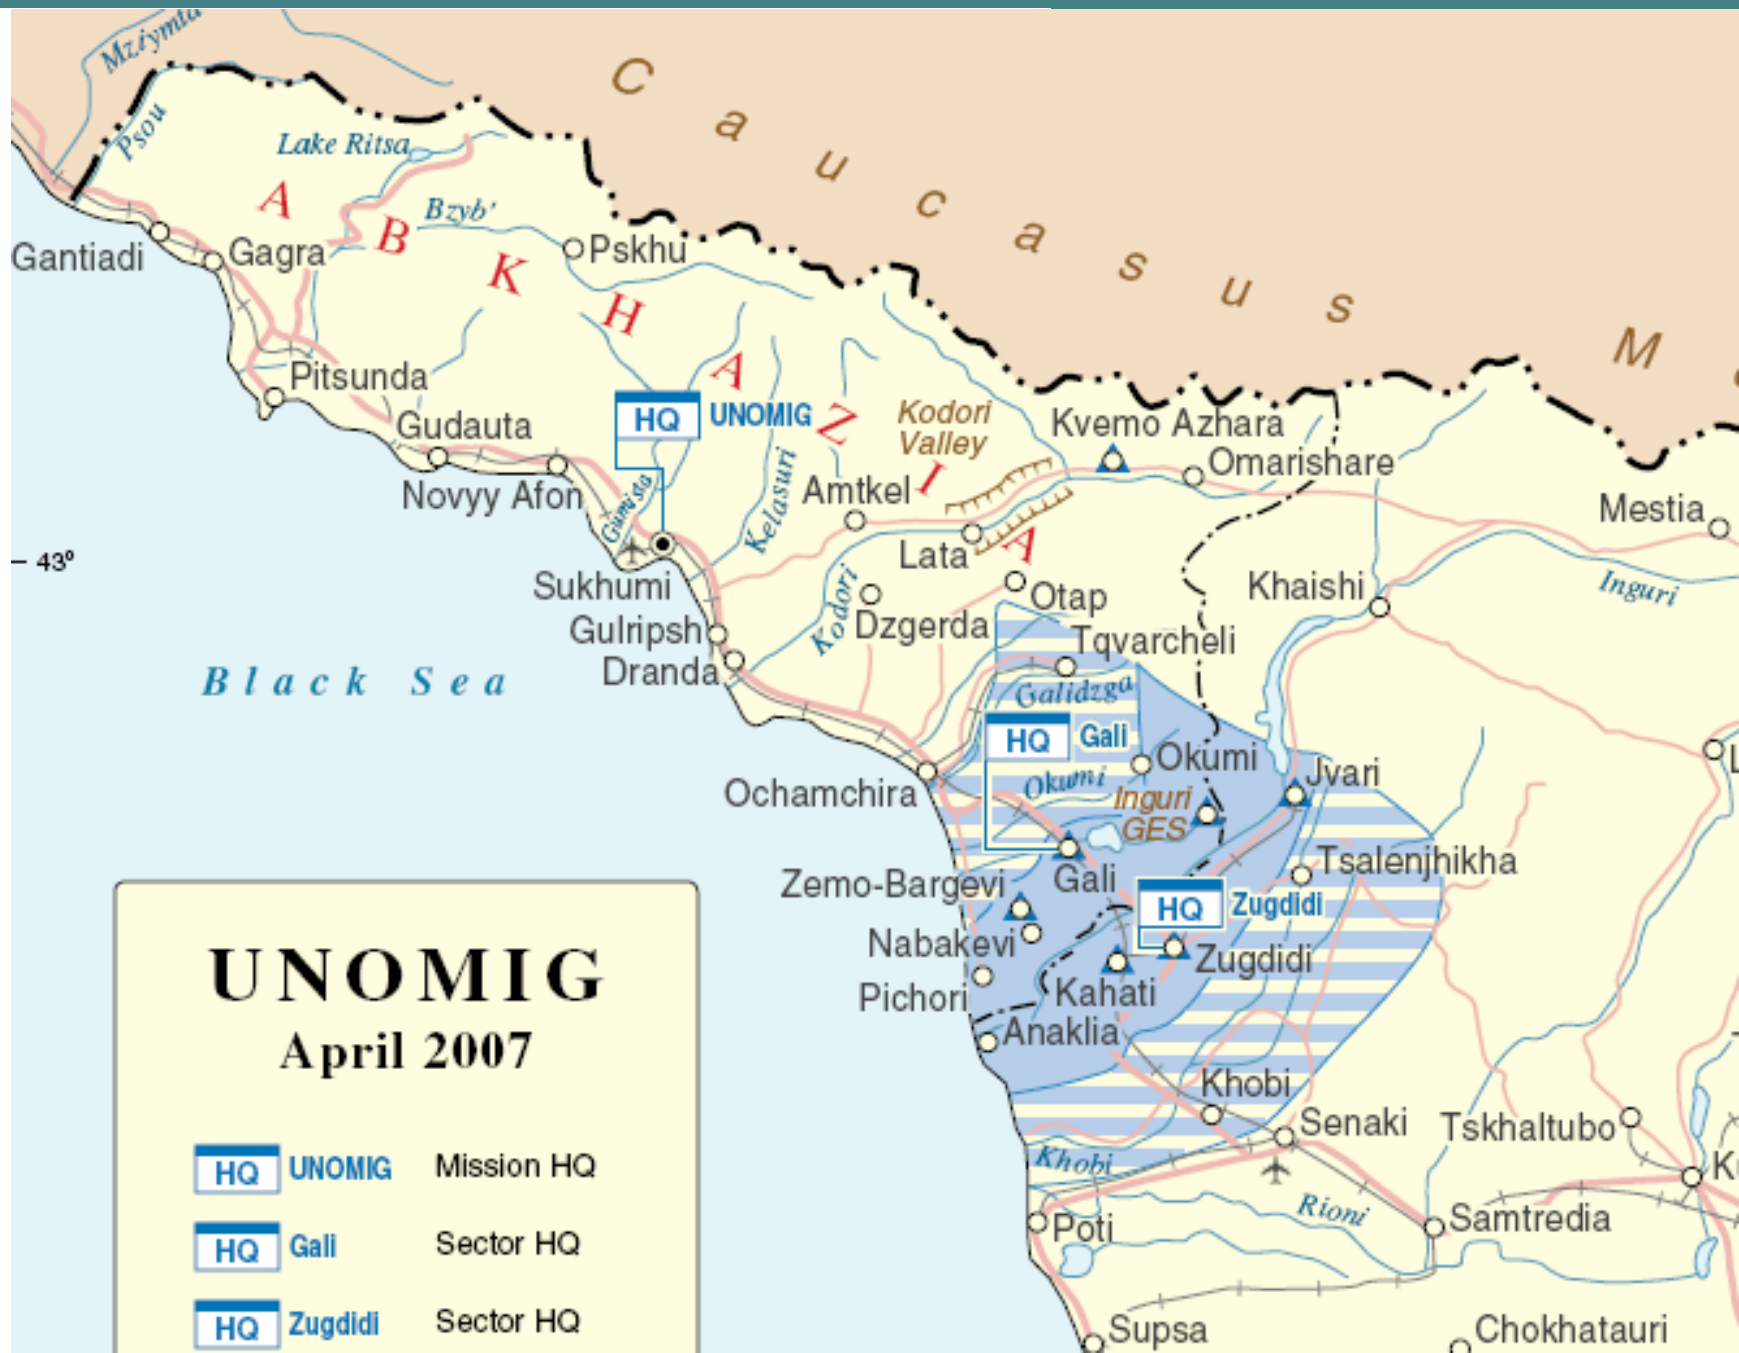 Mziymta
Psou
Lake Ritsa
Bzyb'
Caucasus
M
ABKHAZIA
Gantiadi
Gagra
Pskhu
Pitsunda
Gudauta
Novyy Afon
HQ UNOMIG
Gumista
Kelasuri
Kodori
Valley
Kvemo Azhara
Omarishare
Amtkel
Lata
Mestia
43º
Sukhumi
Kodori
Otap
Khaishi
Inguri
Gulripsh
Dzgerda
Dranda
Tqvarcheli
Black Sea
Galidzga
HQ Gali
Okumi
Okumi
Jvari
Ochamchira
Inguri
GES
L
Tsalenjhikha
Zemo-Bargevi
Gali
HQ Zugdidi
Nabakevi
Zugdidi
Pichori
Kahati
Anaklia
Khobi
Senaki
Tskhaltubo
Khobi
Rioni
Poti
Samtredia
Supsa
Chokhatauri
UNOMIG
April 2007
HQ UNOMIG Mission HQ
HQ Gali Sector HQ
HQ Zugdidi Sector HQ